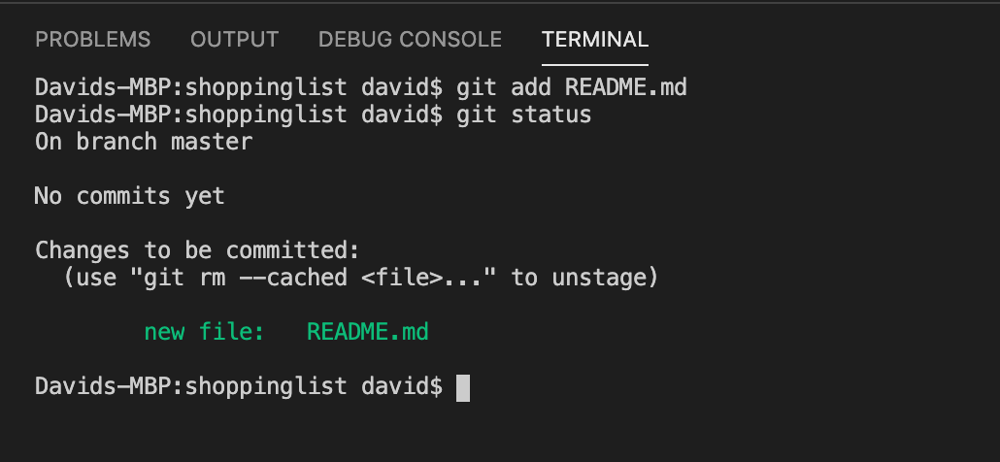 PROBLEMS OUTPUT DEBUG CONSOLE TERMINAL
Davids-MBP:shoppinglist david$ git add README.md
Davids-MBP:shoppinglist david$ git status
On branch master
No commits yet
Changes to be committed:
  (use "git rm --cached <file>..." to unstage)
        new file:   README.md
Davids-MBP:shoppinglist david$